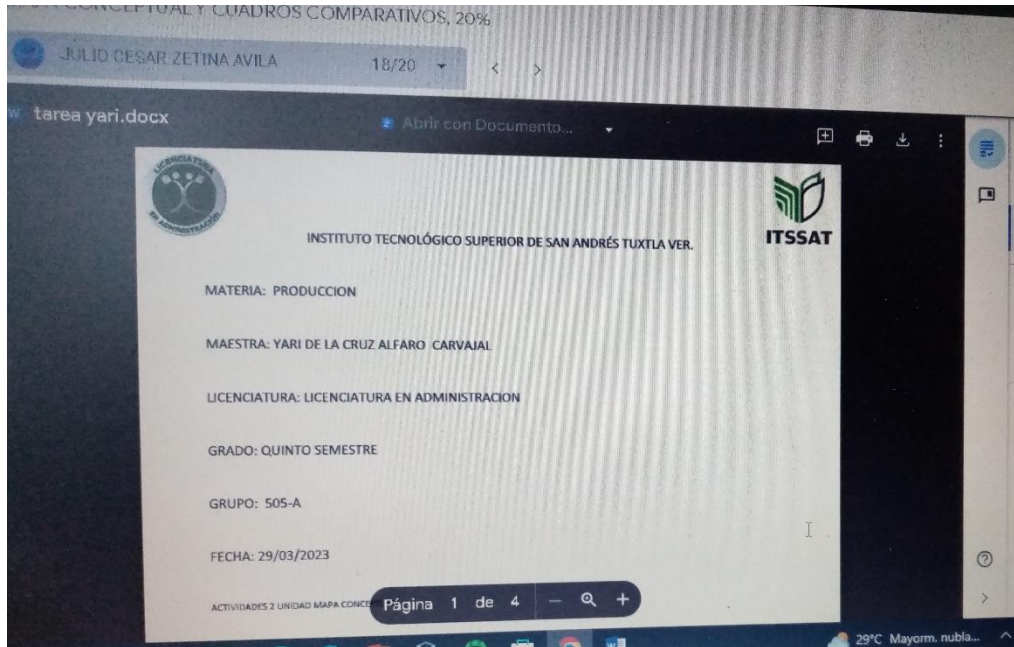 CONCEPTUAL Y CUADROS COMPARATIVOS, 20%
JULIO CESAR ZETINA AVILA 18/20
W tarea yari.docx
Abrir con Documento...
LICENCIATURA
EN ADMINISTRACIÓN
ITSSAT
INSTITUTO TECNOLÓGICO SUPERIOR DE SAN ANDRÉS TUXTLA VER.
MATERIA: PRODUCCION
MAESTRA: YARI DE LA CRUZ ALFARO CARVAJAL
LICENCIATURA: LICENCIATURA EN ADMINISTRACION
GRADO: QUINTO SEMESTRE
GRUPO: 505-A
FECHA: 29/03/2023
ACTIVIDADES 2 UNIDAD MAPA CONCE
Página 1 de 4
29°C Mayorm. nubla...